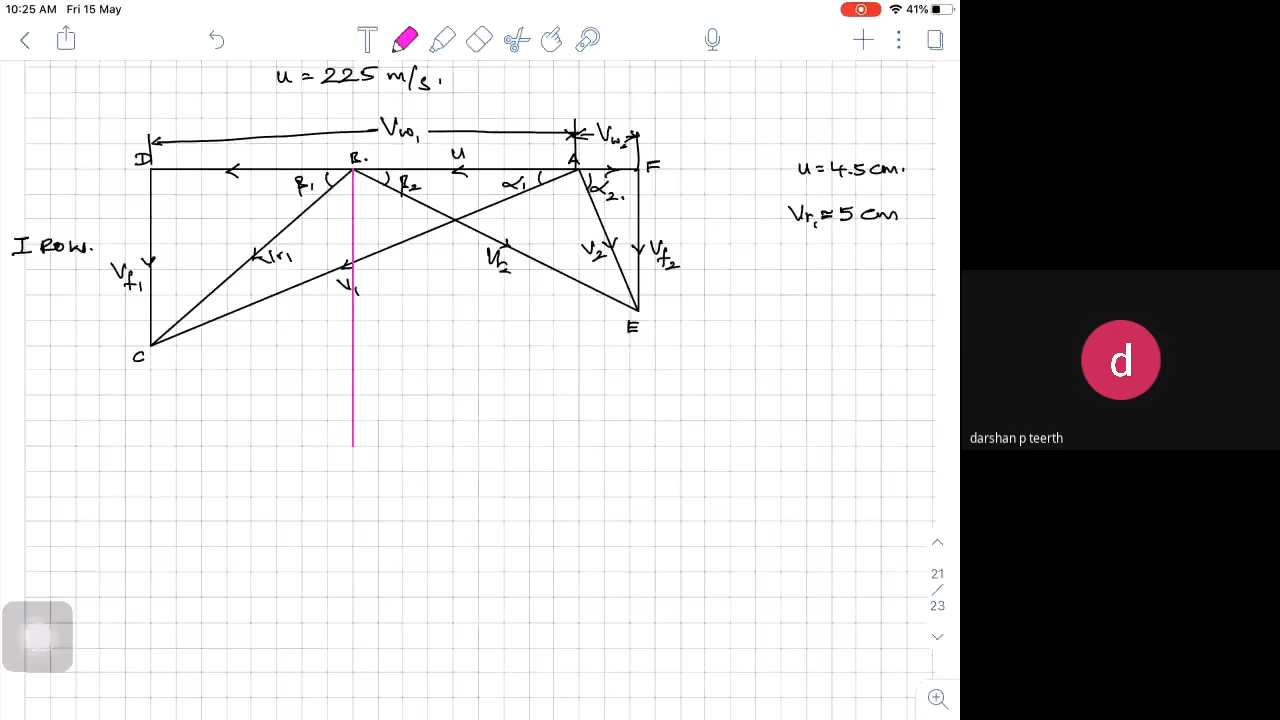 10:25 AM Fri 15 May
41%
u = 225 m/s.
Vw1
Vw2
D
B.
u
A
F
β1
β2
α1
α2.
u = 4.5 cm.
Vr1 = 5 cm
I ROW.
Vf1
Vr1
V1
Vr2
V2
Vf2
E
C
d
darshan p teerth
21
/
23